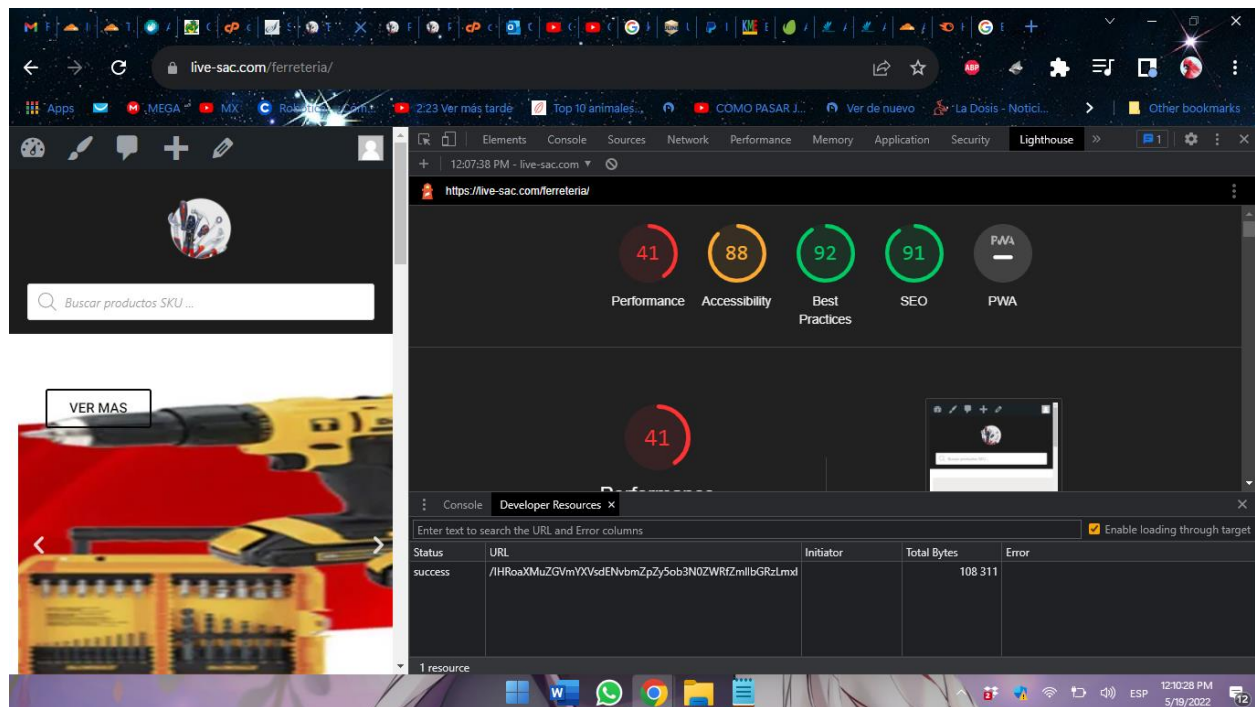 live-sac.com/ferreteria/
ABP
Apps MEGA MX 2:23 Ver más tarde Top 10 animales... COMO PASAR J... Ver de nuevo La Dosis - Notici... Other bookmarks
Elements Console Sources Network Performance Memory Application Security Lighthouse 1
12:07:38 PM - live-sac.com
https://live-sac.com/ferreteria/
41 88 92 91 PWA
Performance Accessibility Best Practices SEO PWA
Buscar productos SKU ...
VER MAS
41
Performance
Console Developer Resources
Enter text to search the URL and Error columns Enable loading through target
Status URL Initiator Total Bytes Error
success 108 311
1 resource
ESP 12:10:28 PM
5/19/2022
12